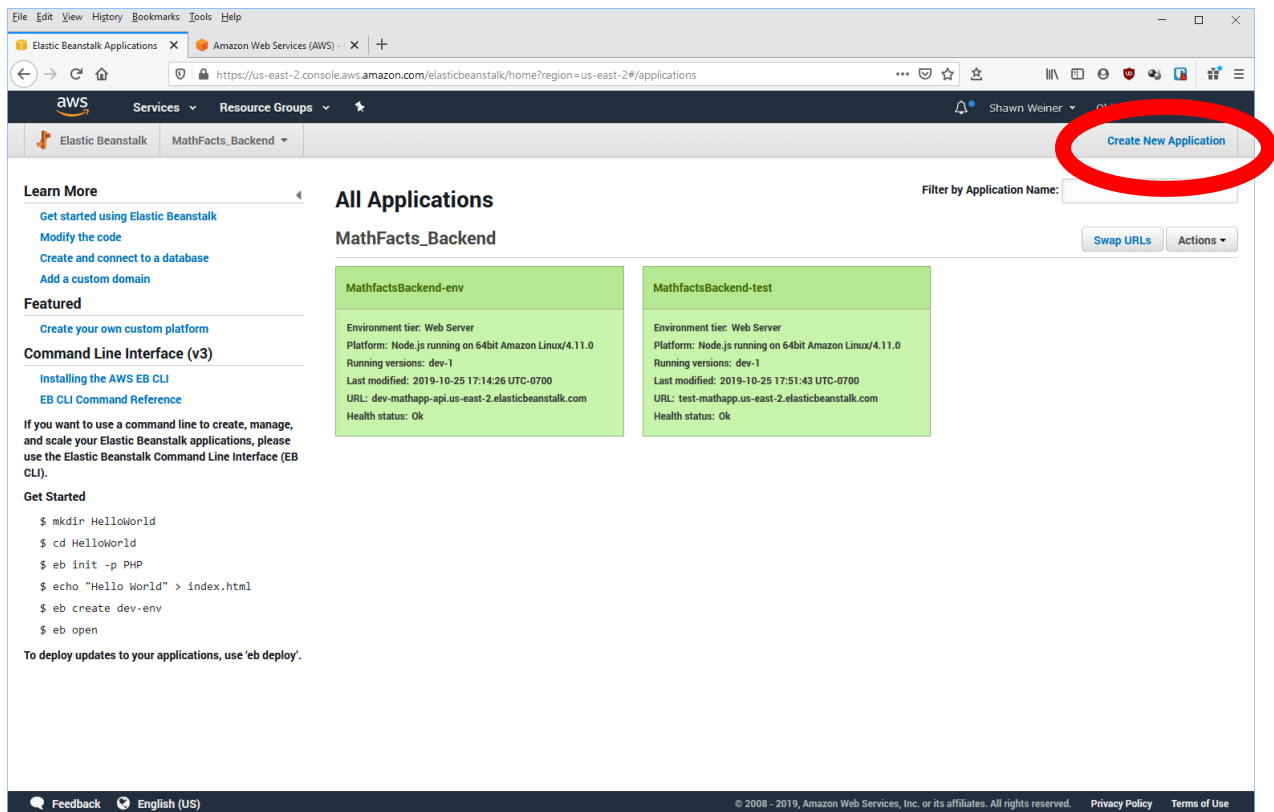 File Edit View History Bookmarks Tools Help
Elastic Beanstalk Applications
Amazon Web Services (AWS) -
https://us-east-2.console.aws.amazon.com/elasticbeanstalk/home?region=us-east-2#/applications
aws Services Resource Groups Shawn Weiner
Elastic Beanstalk MathFacts_Backend Create New Application
Learn More
Get started using Elastic Beanstalk
Modify the code
Create and connect to a database
Add a custom domain
Featured
Create your own custom platform
Command Line Interface (v3)
Installing the AWS EB CLI
EB CLI Command Reference
If you want to use a command line to create, manage,
and scale your Elastic Beanstalk applications, please
use the Elastic Beanstalk Command Line Interface (EB
CLI).
Get Started
$ mkdir HelloWorld
$ cd HelloWorld
$ eb init -p PHP
$ echo "Hello World" > index.html
$ eb create dev-env
$ eb open
To deploy updates to your applications, use 'eb deploy'.
All Applications
Filter by Application Name:
MathFacts_Backend
Swap URLs Actions
MathfactsBackend-env
Environment tier: Web Server
Platform: Node.js running on 64bit Amazon Linux/4.11.0
Running versions: dev-1
Last modified: 2019-10-25 17:14:26 UTC-0700
URL: dev-mathapp-api.us-east-2.elasticbeanstalk.com
Health status: Ok
MathfactsBackend-test
Environment tier: Web Server
Platform: Node.js running on 64bit Amazon Linux/4.11.0
Running versions: dev-1
Last modified: 2019-10-25 17:51:43 UTC-0700
URL: test-mathapp.us-east-2.elasticbeanstalk.com
Health status: Ok
Feedback English (US) © 2008 - 2019, Amazon Web Services, Inc. or its affiliates. All rights reserved. Privacy Policy Terms of Use